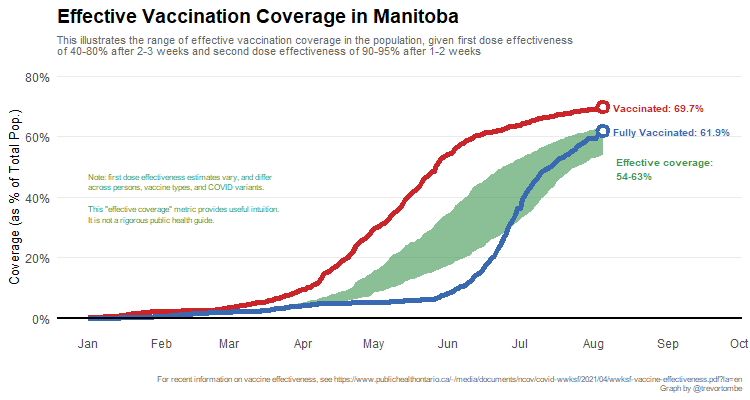 Effective Vaccination Coverage in Manitoba
This illustrates the range of effective vaccination coverage in the population, given first dose effectiveness
of 40-80% after 2-3 weeks and second dose effectiveness of 90-95% after 1-2 weeks
80%
60%
40%
20%
0%
Coverage (as % of Total Pop.)
Vaccinated: 69.7%
Fully Vaccinated: 61.9%
Effective coverage:
54-63%
Note: first dose effectiveness estimates vary, and differ
across persons, vaccine types, and COVID variants.
This "effective coverage" metric provides useful intuition.
It is not a rigorous public health guide.
Jan Feb Mar Apr May Jun Jul Aug Sep Oct
For recent information on vaccine effectiveness, see https://www.publichealthontario.ca/-/media/documents/ncov/covid-wwksf/2021/04/wwksf-vaccine-effectiveness.pdf?la=en
Graph by @trevortombe